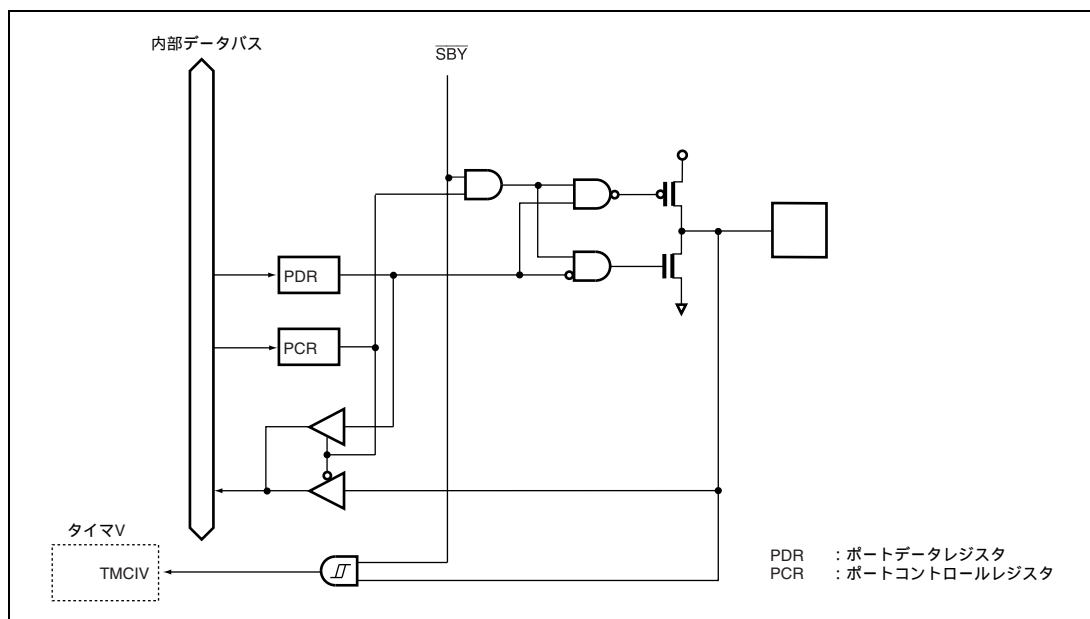 内部データバス
S̅B̅Y̅
PDR
PCR
タイマV
TMCIV
PDR : ポートデータレジスタ
PCR : ポートコントロールレジスタ